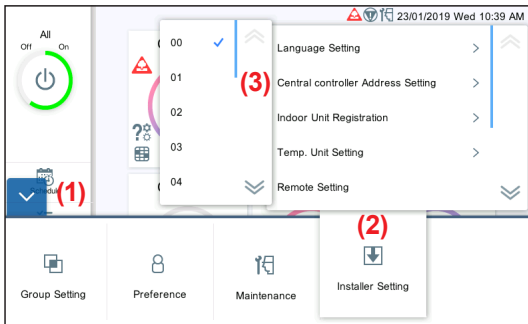 23/01/2019 Wed 10:39 AM
All
Off On
00
01
02
03
04
(3)
Language Setting
Central controller Address Setting
Indoor Unit Registration
Temp. Unit Setting
Remote Setting
Schedule
(1)
(2)
Group Setting
Preference
Maintenance
Installer Setting